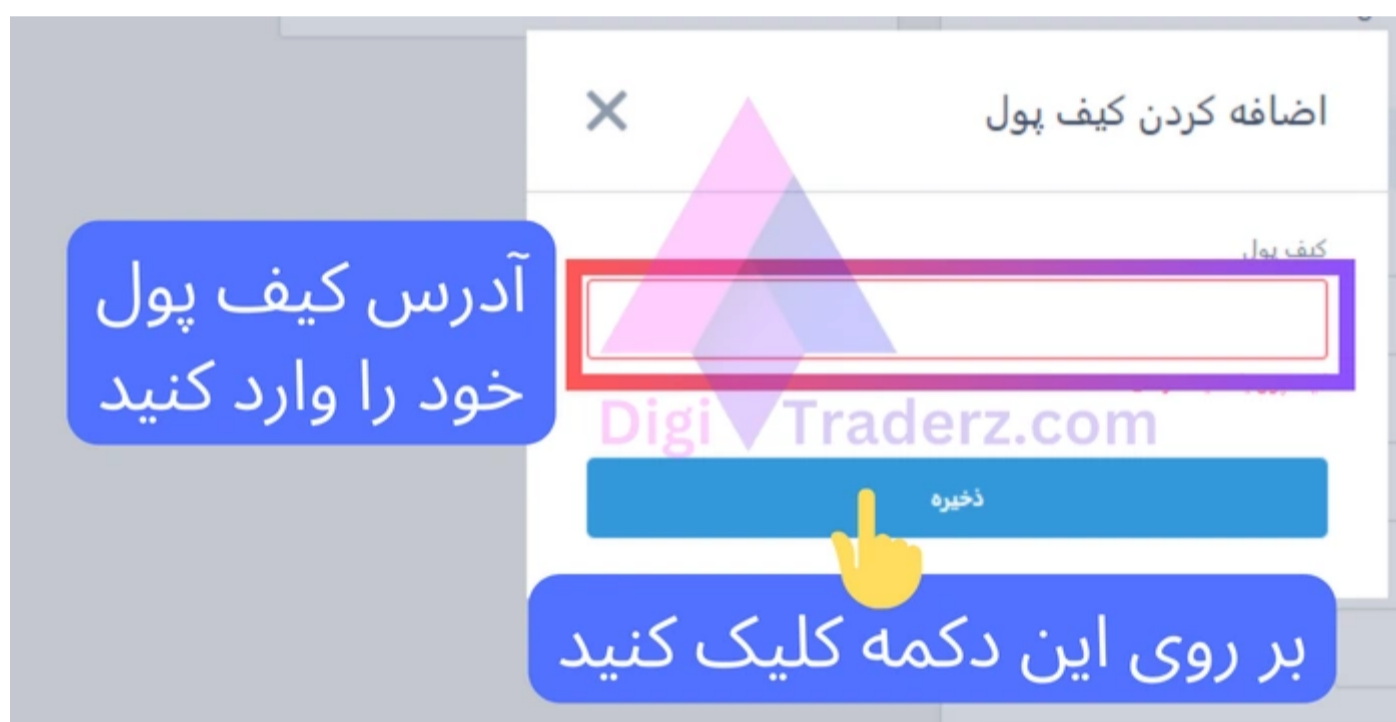 اضافه کردن کیف پول
کیف پول
آدرس کیف پول
خود را وارد کنید
Digi Traderz.com
ذخیره
بر روی این دکمه کلیک کنید